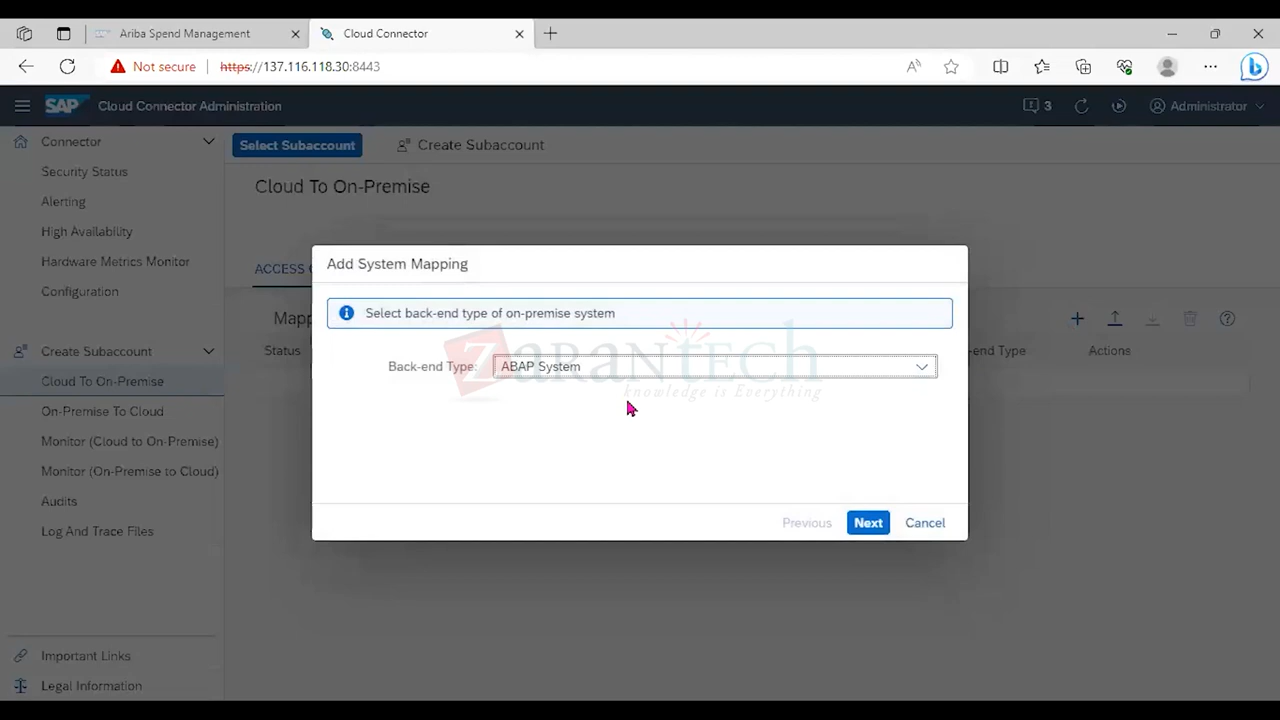 Ariba Spend Management
Cloud Connector
Not secure
https://137.116.118.30:8443
SAP
Cloud Connector Administration
3
Administrator
Connector
Security Status
Alerting
High Availability
Hardware Metrics Monitor
Configuration
Create Subaccount
Cloud To On-Premise
On-Premise To Cloud
Monitor (Cloud to On-Premise)
Monitor (On-Premise to Cloud)
Audits
Log And Trace Files
Important Links
Legal Information
Select Subaccount
Create Subaccount
Cloud To On-Premise
ACCESS
Mapp
Status
-end Type
Actions
Add System Mapping
Select back-end type of on-premise system
Back-end Type:
ABAP System
ZaranTech
knowledge is Everything
Previous
Next
Cancel